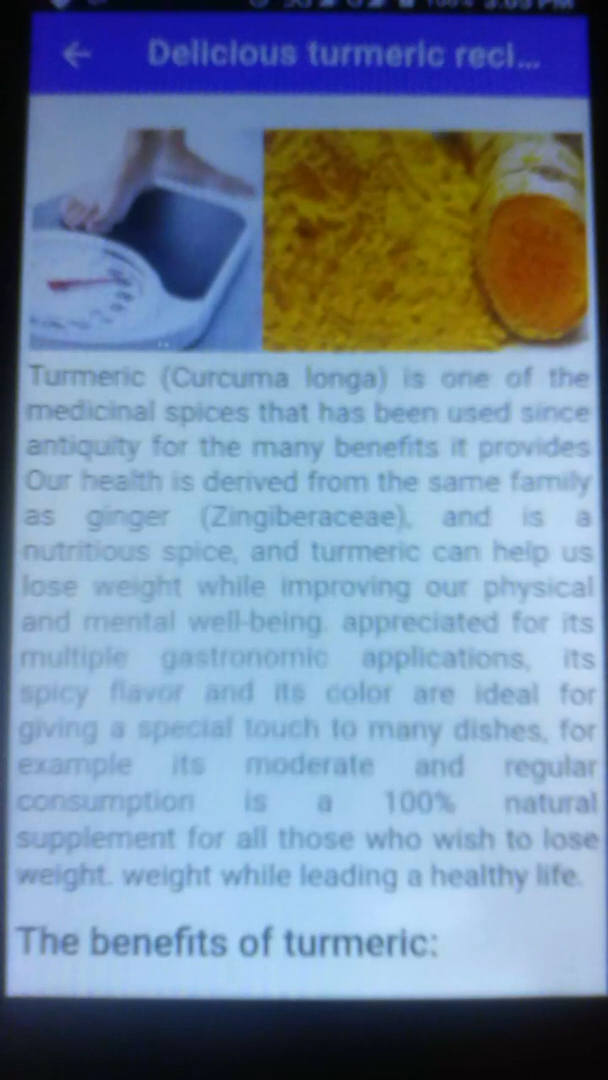 100% 3:03 PM
Delicious turmeric reci...
Turmeric (Curcuma longa) is one of the
medicinal spices that has been used since
antiquity for the many benefits it provides
Our health is derived from the same family
as ginger (Zingiberaceae), and is a
nutritious spice, and turmeric can help us
lose weight while improving our physical
and mental well-being. appreciated for its
multiple gastronomic applications, its
spicy flavor and its color are ideal for
giving a special touch to many dishes, for
example its moderate and regular
consumption is a 100% natural
supplement for all those who wish to lose
weight. weight while leading a healthy life.
The benefits of turmeric: